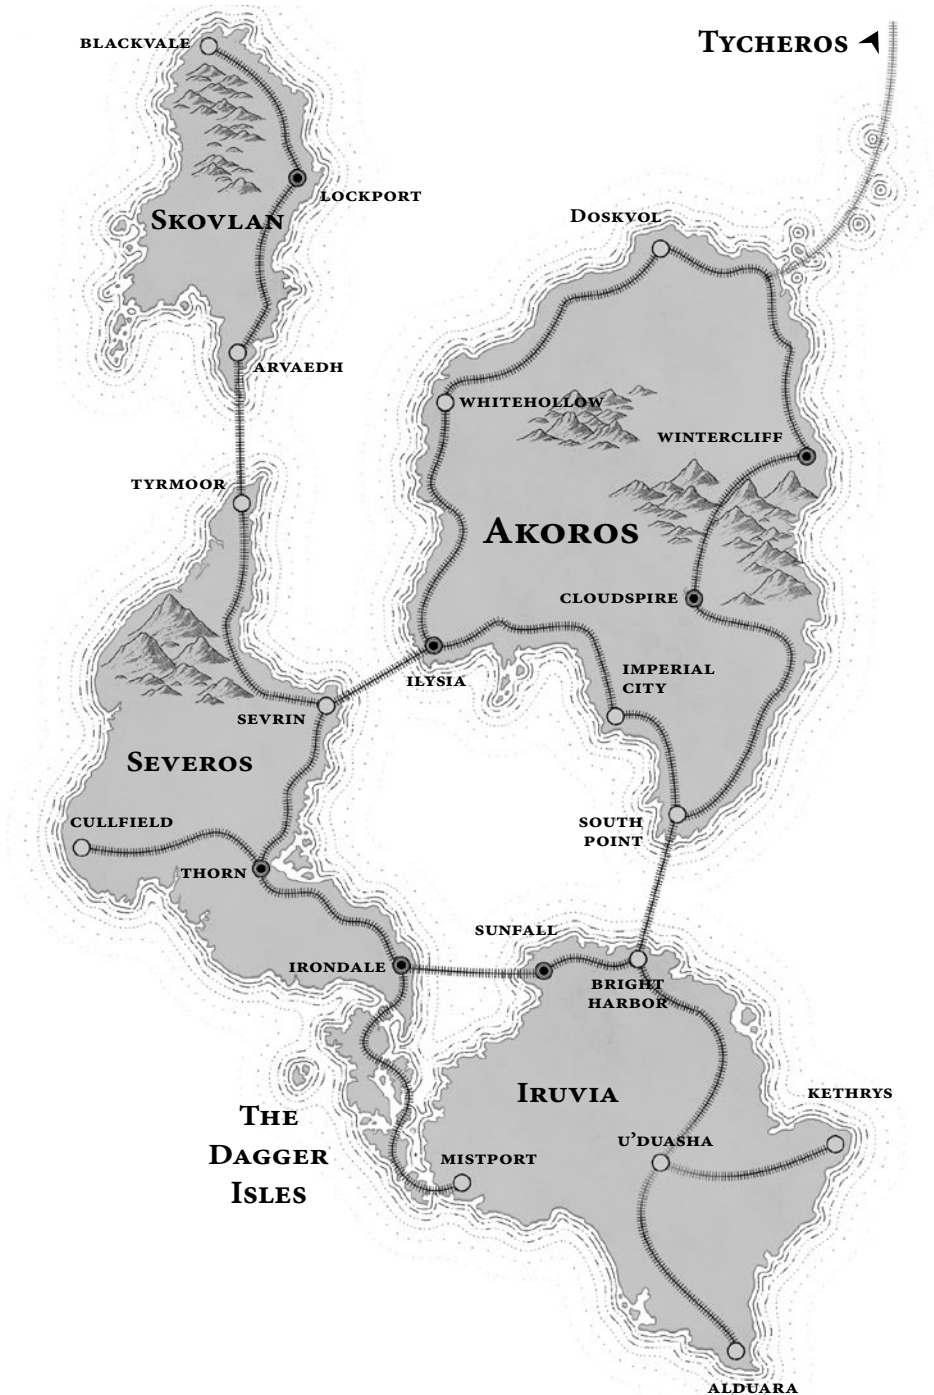 BLACKVALE
TYCHEROS
LOCKPORT
SKOVLAN
DOSKVOL
ARVAEDH
WHITEHOLLOW
WINTERCLIFF
TYRMOOR
AKOROS
CLOUDSPIRE
ILYSIA
IMPERIAL
CITY
SEVRIN
SEVEROS
CULLFIELD
SOUTH
POINT
THORN
SUNFALL
IRONDALE
BRIGHT
HARBOR
IRUVIA
KETHRYS
THE
DAGGER
ISLES
U'DUASHA
MISTPORT
ALDUARA